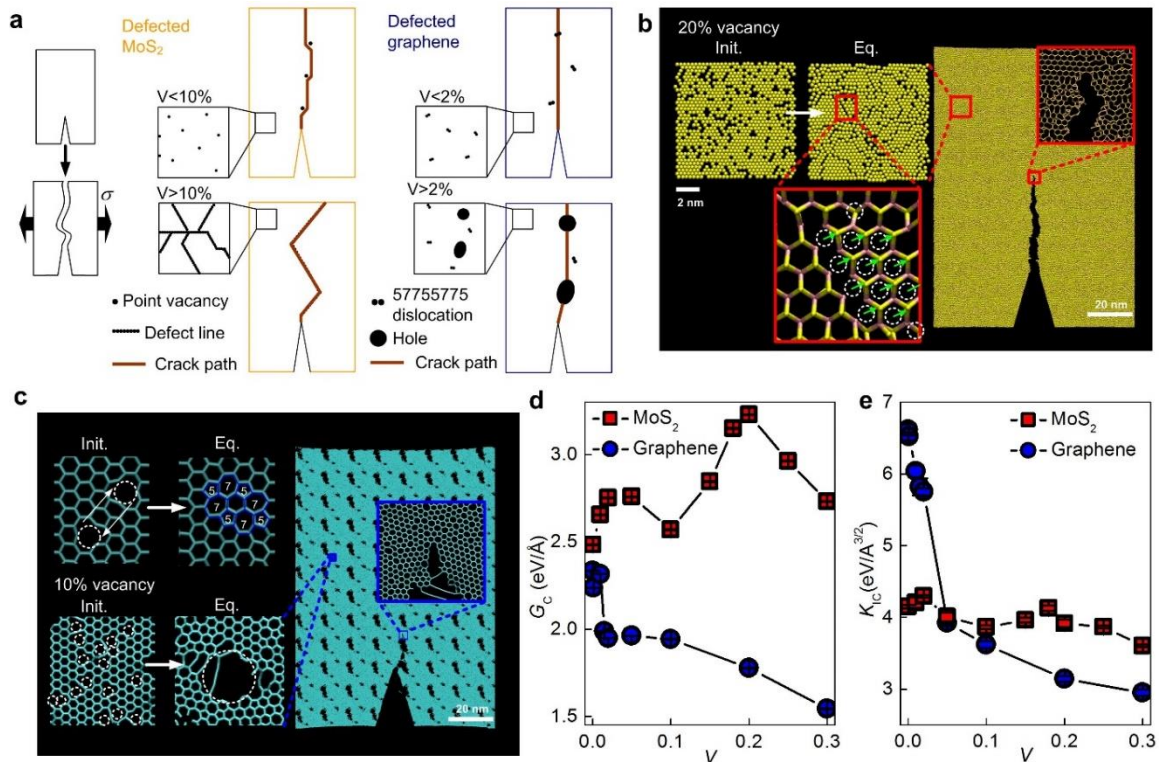 a
Defected
MoS2
Defected
graphene
V<10%
V<2%
σ
V>10%
V>2%
Point vacancy
Defect line
Crack path
57755775
dislocation
Hole
Crack path
b
20% vacancy
Init.
Eq.
2 nm
20 nm
c
Init.
Eq.
5 7 5
7 7
5 7 5
10% vacancy
Init.
Eq.
20 nm
d
MoS2
Graphene
3.0
2.5
2.0
1.5
Gc (eV/Å)
0.0 0.1 0.2 0.3
V
e
MoS2
Graphene
7
6
5
4
3
KIC (eV/A3/2)
0.0 0.1 0.2 0.3
V